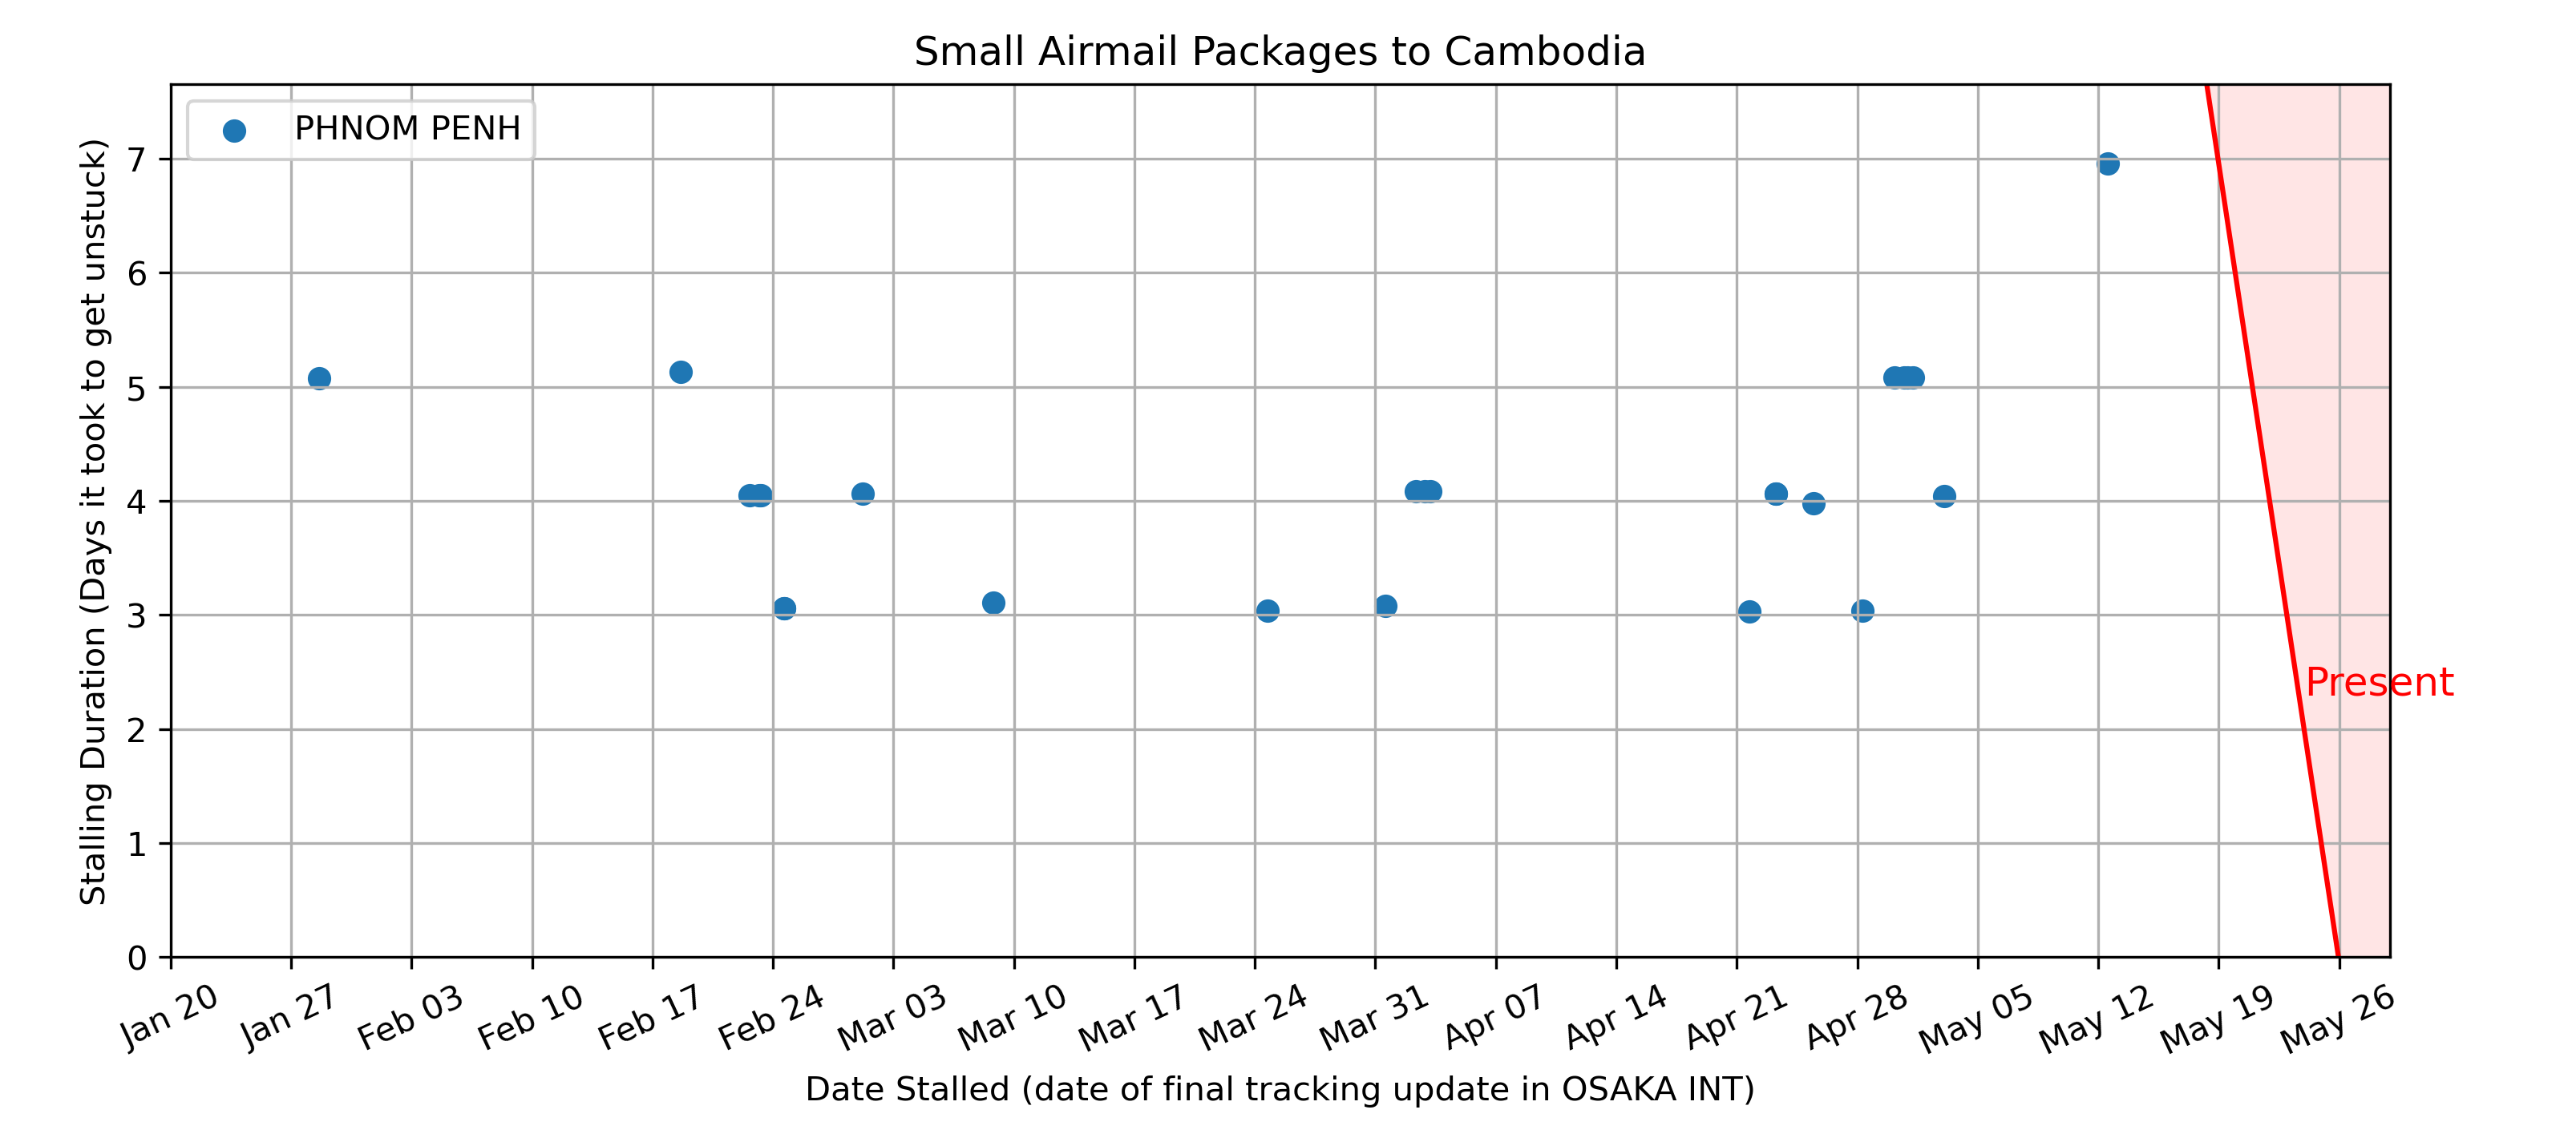 Small Airmail Packages to Cambodia
PHNOM PENH
Stalling Duration (Days it took to get unstuck)
7
6
5
4
3
2
1
0
Present
Jan 20 Jan 27 Feb 03 Feb 10 Feb 17 Feb 24 Mar 03 Mar 10 Mar 17 Mar 24 Mar 31 Apr 07 Apr 14 Apr 21 Apr 28 May 05 May 12 May 19 May 26
Date Stalled (date of final tracking update in OSAKA INT)